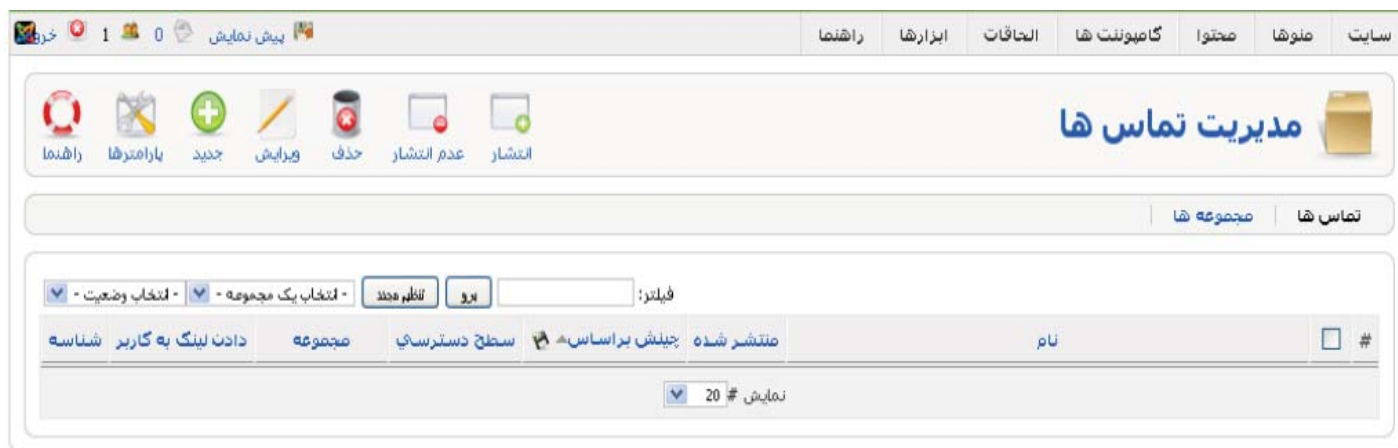 سایت منوها محتوا کامپوننت ها الحاقات ابزارها راهنما پیش نمایش 0 1
مدیریت تماس ها
انتشار عدم انتشار حذف ویرایش جدید پارامترها راهنما
تماس ها مجموعه ها
فیلتر: برو تنظیم مجدد - انتخاب یک مجموعه - - انتخاب وضعیت -
# نام منتشر شده چینش براساس سطح دسترسي مجموعه دادن لینک به کاربر شناسه
نمایش # 20